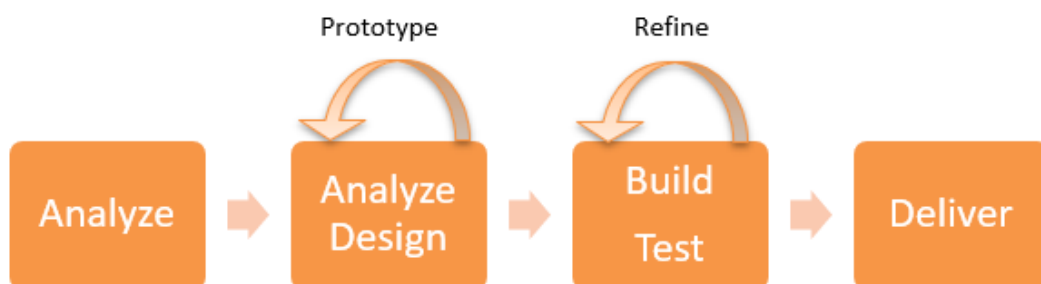 Prototype
Refine
Analyze
Analyze
Design
Build
Test
Deliver